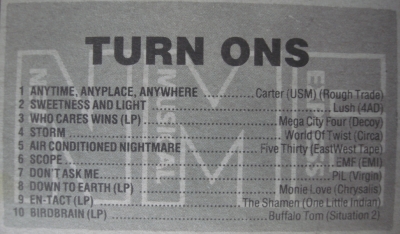 TURN ONS
1 ANYTIME, ANYPLACE, ANYWHERE ..........Carter (USM) (Rough Trade)
2 SWEETNESS AND LIGHT ..........Lush (4AD)
3 WHO CARES WINS (LP) ..........Mega City Four (Decoy)
4 STORM ..........World Of Twist (Circa)
5 AIR CONDITIONED NIGHTMARE ..........Five Thirty (EastWest Tape)
6 SCOPE ..........EMF (EMI)
7 DON'T ASK ME ..........PiL (Virgin)
8 DOWN TO EARTH (LP) ..........Monie Love (Chrysalis)
9 EN-TACT (LP) ..........The Shamen (One Little Indian)
10 BIRDBRAIN (LP) ..........Buffalo Tom (Situation 2)
NME
MUSICAL